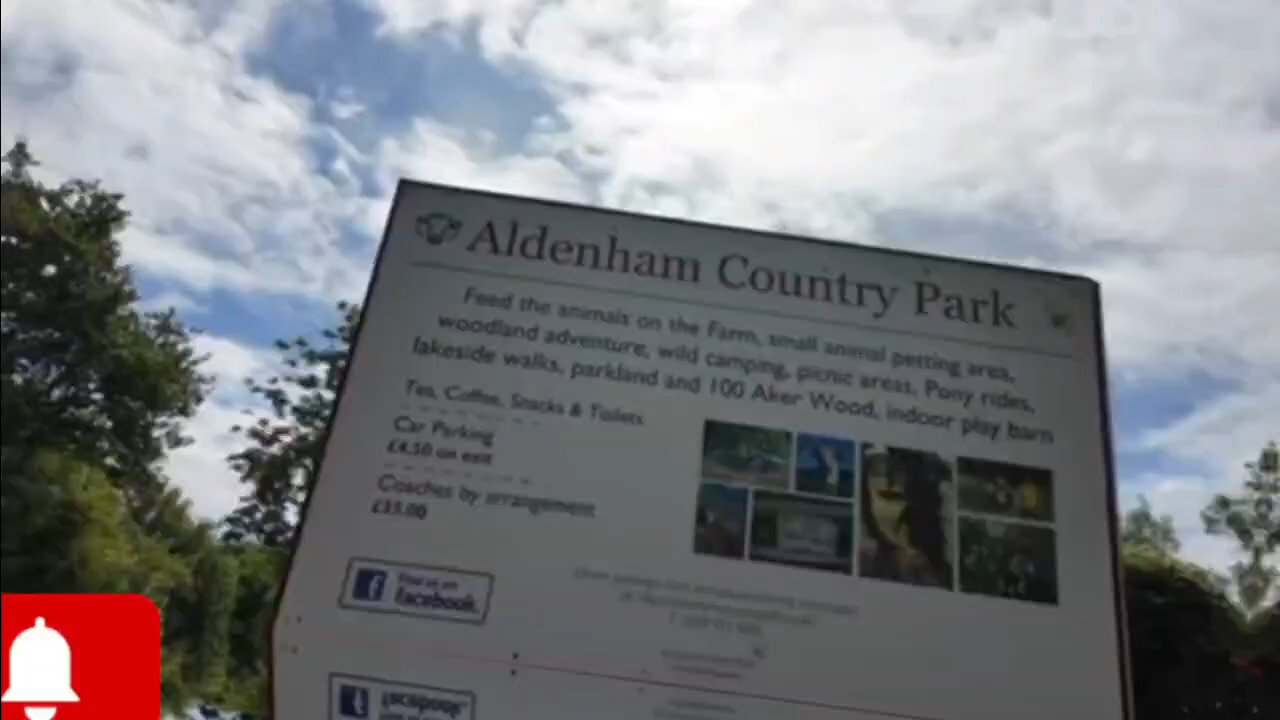 Aldenham Country Park
Feed the animals on the Farm, small animal petting area,
woodland adventure, wild camping, picnic areas, Pony rides,
lakeside walks, parkland and 100 Aker Wood, indoor play barn
Tea, Coffee, Snacks & Toilets
Car Parking
£4.50 on exit
Coaches by arrangement
£35.00
Find us on
facebook.